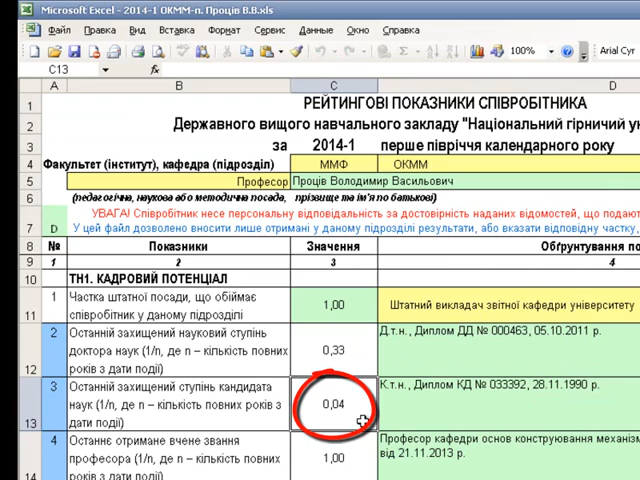 Microsoft Excel - 2014-1 ОКММ-п. Проців В.В.xls
Файл Правка Вид Вставка Формат Сервис Данные Окно Справка
100% Arial Cyr
C13 fx
A B C D
1 РЕЙТИНГОВІ ПОКАЗНИКИ СПІВРОБІТНИКА
2 Державного вищого навчального закладу "Національний гірничий ун
3 за 2014-1 перше півріччя календарного року
4 Факультет (інститут), кафедра (підрозділ) ММФ ОКММ
5 Професор Проців Володимир Васильович
6 (педагогічна, наукова або методична посада, прізвище та ім'я по батькові)
УВАГА! Співробітник несе персональну відповідальність за достовірність наданих відомостей, що подают
7 D У цей файл дозволено вносити лише отримані у даному підрозділі результати, або вказати відповідну частку,
8 № Показники Значення Обґрунтування по
9 1 2 3 4
10 ТН1. КАДРОВИЙ ПОТЕНЦІАЛ
1 Частка штатної посади, що обіймає
11 співробітник у даному підрозділі 1,00 Штатний викладач звітної кафедри університету
2 Останній захищений науковий ступінь Д.т.н., Диплом ДД № 000463, 05.10.2011 р.
доктора наук (1/n, де n – кількість повних 0,33
12 років з дати події)
3 Останній захищений ступінь кандидата К.т.н., Диплом КД № 033392, 28.11.1990 р.
наук (1/n, де n – кількість повних років з 0,04
13 дати події)
4 Останнє отримане вчене звання Професор кафедри основ конструювання механізм
професора (1/n, де n – кількість повних 1,00 від 21.11.2013 р.
14 років з дати події)